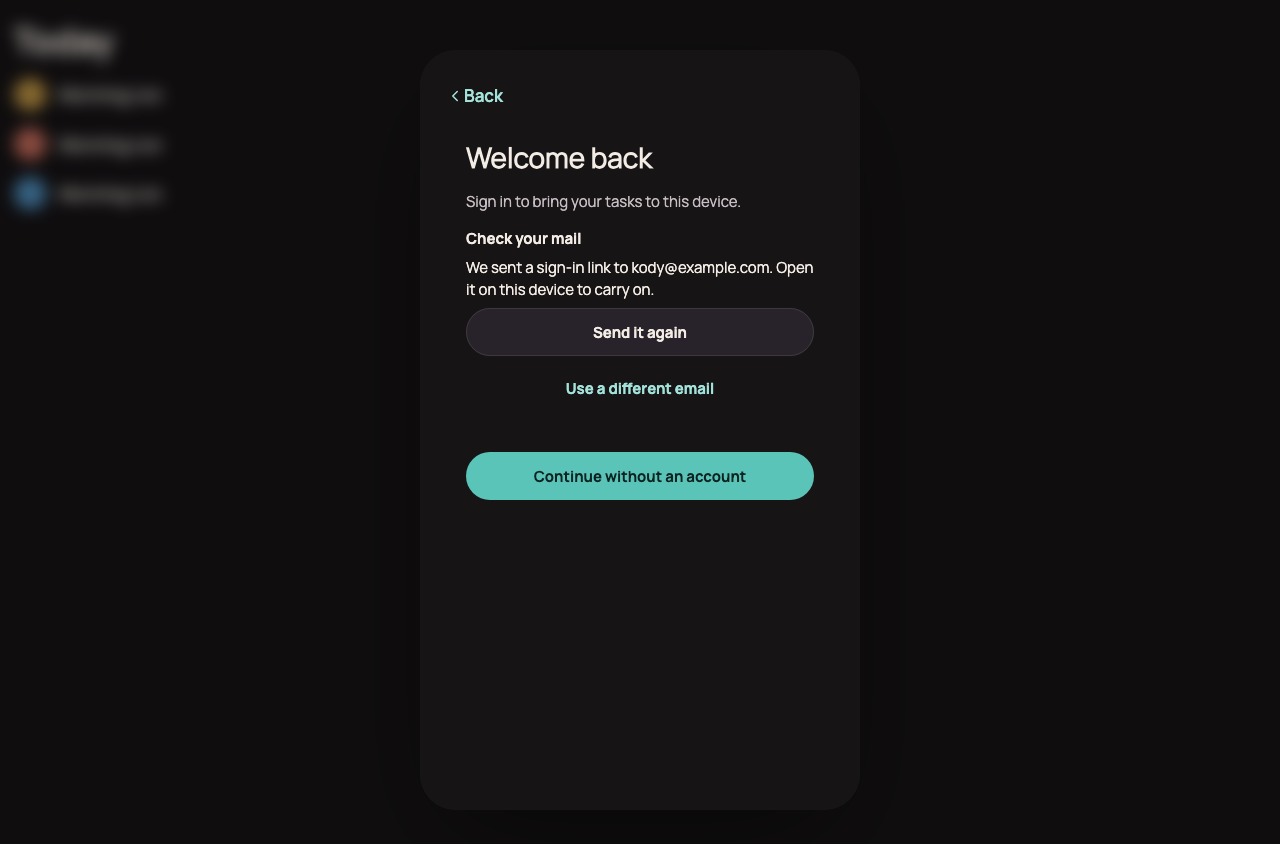 Today
Back
Welcome back
Sign in to bring your tasks to this device.
Check your mail
We sent a sign-in link to kody@example.com. Open
it on this device to carry on.
Send it again
Use a different email
Continue without an account